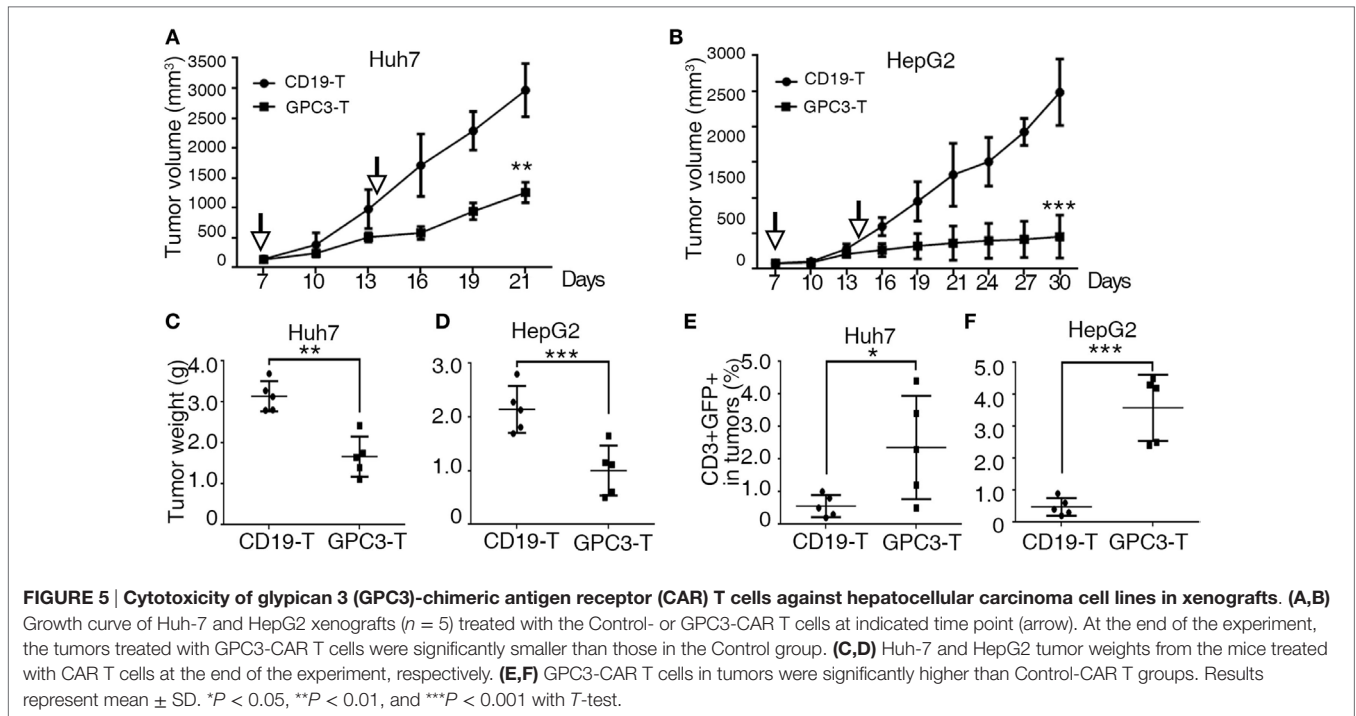 A
Huh7
Tumor volume (mm³)
3500
3000
2500
2000
1500
1000
500
0
CD19-T
GPC3-T
**
7 10 13 16 19 21 Days
B
HepG2
Tumor volume (mm³)
3000
2500
2000
1500
500
0
CD19-T
GPC3-T
***
7 10 13 16 19 21 24 27 30 Days
C
Huh7
**
Tumor weight (g)
4.0
3.0
2.0
1.0
0
CD19-T GPC3-T
D
HepG2
***
3.0
2.0
1.0
0
CD19-T GPC3-T
E
Huh7
*
CD3+GFP+
in tumors (%)
5.0
4.0
3.0
2.0
1.0
0
CD19-T GPC3-T
F
HepG2
***
5.0
4.0
3.0
1.0
0
CD19-T GPC3-T
FIGURE 5 | Cytotoxicity of glypican 3 (GPC3)-chimeric antigen receptor (CAR) T cells against hepatocellular carcinoma cell lines in xenografts. (A,B)
Growth curve of Huh-7 and HepG2 xenografts (n = 5) treated with the Control- or GPC3-CAR T cells at indicated time point (arrow). At the end of the experiment,
the tumors treated with GPC3-CAR T cells were significantly smaller than those in the Control group. (C,D) Huh-7 and HepG2 tumor weights from the mice treated
with CAR T cells at the end of the experiment, respectively. (E,F) GPC3-CAR T cells in tumors were significantly higher than Control-CAR T groups. Results
represent mean ± SD. *P < 0.05, **P < 0.01, and ***P < 0.001 with T-test.